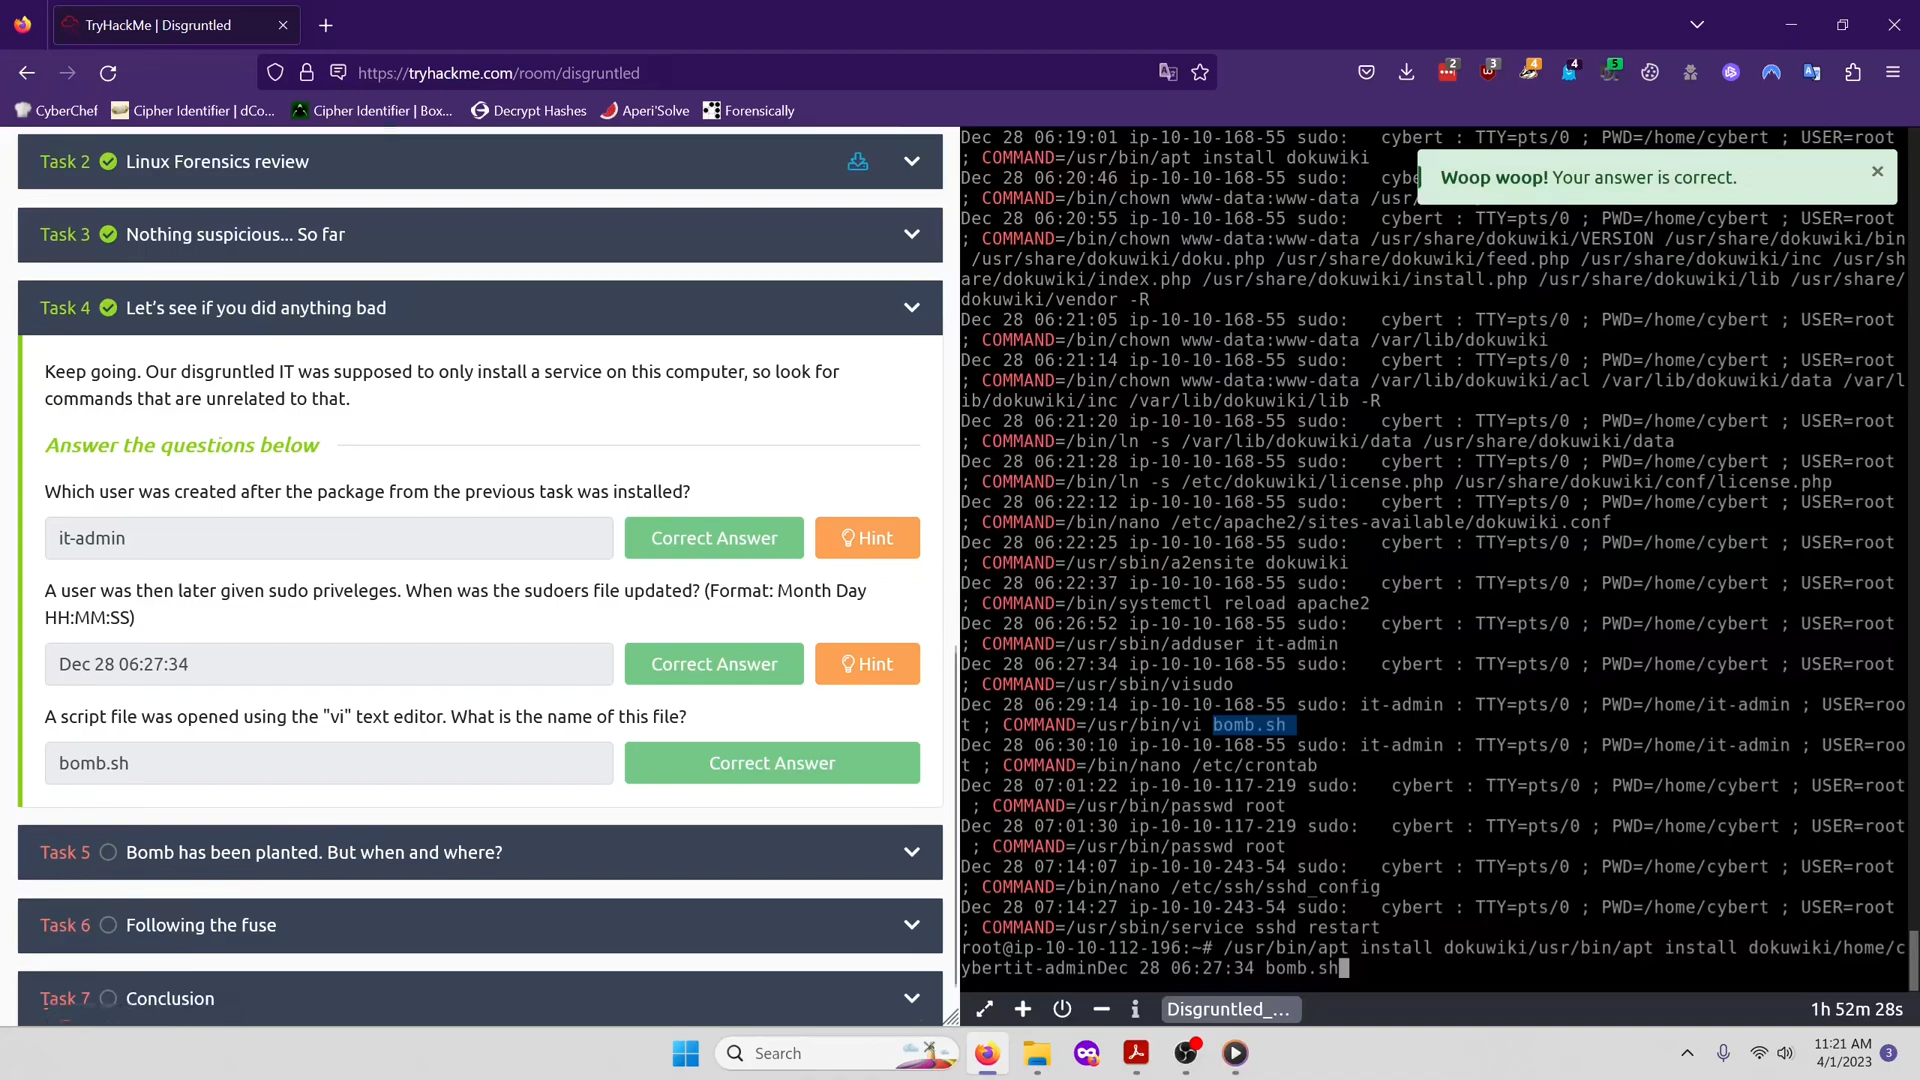 TryHackMe | Disgruntled
https://tryhackme.com/room/disgruntled
2
3
4
4
5
CyberChef
Cipher Identifier | dCo...
Cipher Identifier | Box...
Decrypt Hashes
Aperi'Solve
Forensically
Task 2 Linux Forensics review
Task 3 Nothing suspicious... So far
Task 4 Let’s see if you did anything bad
Keep going. Our disgruntled IT was supposed to only install a service on this computer, so look for
commands that are unrelated to that.
Answer the questions below
Which user was created after the package from the previous task was installed?
it-admin
Correct Answer
Hint
A user was then later given sudo priveleges. When was the sudoers file updated? (Format: Month Day
HH:MM:SS)
Dec 28 06:27:34
Correct Answer
Hint
A script file was opened using the "vi" text editor. What is the name of this file?
bomb.sh
Correct Answer
Task 5 Bomb has been planted. But when and where?
Task 6 Following the fuse
Task 7 Conclusion
Dec 28 06:19:01 ip-10-10-168-55 sudo:   cybert : TTY=pts/0 ; PWD=/home/cybert ; USER=root
; COMMAND=/usr/bin/apt install dokuwiki
Woop woop! Your answer is correct.
Dec 28 06:20:46 ip-10-10-168-55 sudo:   cybe
; COMMAND=/bin/chown www-data:www-data /usr/
Dec 28 06:20:55 ip-10-10-168-55 sudo:   cybert : TTY=pts/0 ; PWD=/home/cybert ; USER=root
; COMMAND=/bin/chown www-data:www-data /usr/share/dokuwiki/VERSION /usr/share/dokuwiki/bin
/usr/share/dokuwiki/doku.php /usr/share/dokuwiki/feed.php /usr/share/dokuwiki/inc /usr/sh
are/dokuwiki/index.php /usr/share/dokuwiki/install.php /usr/share/dokuwiki/lib /usr/share/
dokuwiki/vendor -R
Dec 28 06:21:05 ip-10-10-168-55 sudo:   cybert : TTY=pts/0 ; PWD=/home/cybert ; USER=root
; COMMAND=/bin/chown www-data:www-data /var/lib/dokuwiki
Dec 28 06:21:14 ip-10-10-168-55 sudo:   cybert : TTY=pts/0 ; PWD=/home/cybert ; USER=root
; COMMAND=/bin/chown www-data:www-data /var/lib/dokuwiki/acl /var/lib/dokuwiki/data /var/l
ib/dokuwiki/inc /var/lib/dokuwiki/lib -R
Dec 28 06:21:20 ip-10-10-168-55 sudo:   cybert : TTY=pts/0 ; PWD=/home/cybert ; USER=root
; COMMAND=/bin/ln -s /var/lib/dokuwiki/data /usr/share/dokuwiki/data
Dec 28 06:21:28 ip-10-10-168-55 sudo:   cybert : TTY=pts/0 ; PWD=/home/cybert ; USER=root
; COMMAND=/bin/ln -s /etc/dokuwiki/license.php /usr/share/dokuwiki/conf/license.php
Dec 28 06:22:12 ip-10-10-168-55 sudo:   cybert : TTY=pts/0 ; PWD=/home/cybert ; USER=root
; COMMAND=/bin/nano /etc/apache2/sites-available/dokuwiki.conf
Dec 28 06:22:25 ip-10-10-168-55 sudo:   cybert : TTY=pts/0 ; PWD=/home/cybert ; USER=root
; COMMAND=/usr/sbin/a2ensite dokuwiki
Dec 28 06:22:37 ip-10-10-168-55 sudo:   cybert : TTY=pts/0 ; PWD=/home/cybert ; USER=root
; COMMAND=/bin/systemctl reload apache2
Dec 28 06:26:52 ip-10-10-168-55 sudo:   cybert : TTY=pts/0 ; PWD=/home/cybert ; USER=root
; COMMAND=/usr/sbin/adduser it-admin
Dec 28 06:27:34 ip-10-10-168-55 sudo:   cybert : TTY=pts/0 ; PWD=/home/cybert ; USER=root
; COMMAND=/usr/sbin/visudo
Dec 28 06:29:14 ip-10-10-168-55 sudo: it-admin : TTY=pts/0 ; PWD=/home/it-admin ; USER=roo
t ; COMMAND=/usr/bin/vi bomb.sh
Dec 28 06:30:10 ip-10-10-168-55 sudo: it-admin : TTY=pts/0 ; PWD=/home/it-admin ; USER=roo
t ; COMMAND=/bin/nano /etc/crontab
Dec 28 07:01:22 ip-10-10-117-219 sudo:   cybert : TTY=pts/0 ; PWD=/home/cybert ; USER=root
; COMMAND=/usr/bin/passwd root
Dec 28 07:01:30 ip-10-10-117-219 sudo:   cybert : TTY=pts/0 ; PWD=/home/cybert ; USER=root
; COMMAND=/usr/bin/passwd root
Dec 28 07:14:07 ip-10-10-243-54 sudo:   cybert : TTY=pts/0 ; PWD=/home/cybert ; USER=root
; COMMAND=/bin/nano /etc/ssh/sshd_config
Dec 28 07:14:27 ip-10-10-243-54 sudo:   cybert : TTY=pts/0 ; PWD=/home/cybert ; USER=root
; COMMAND=/usr/sbin/service sshd restart
root@ip-10-10-112-196:~# /usr/bin/apt install dokuwiki/usr/bin/apt install dokuwiki/home/c
ybertit-adminDec 28 06:27:34 bomb.sh
Disgruntled_...
1h 52m 28s
Search
11:21 AM
4/1/2023
3